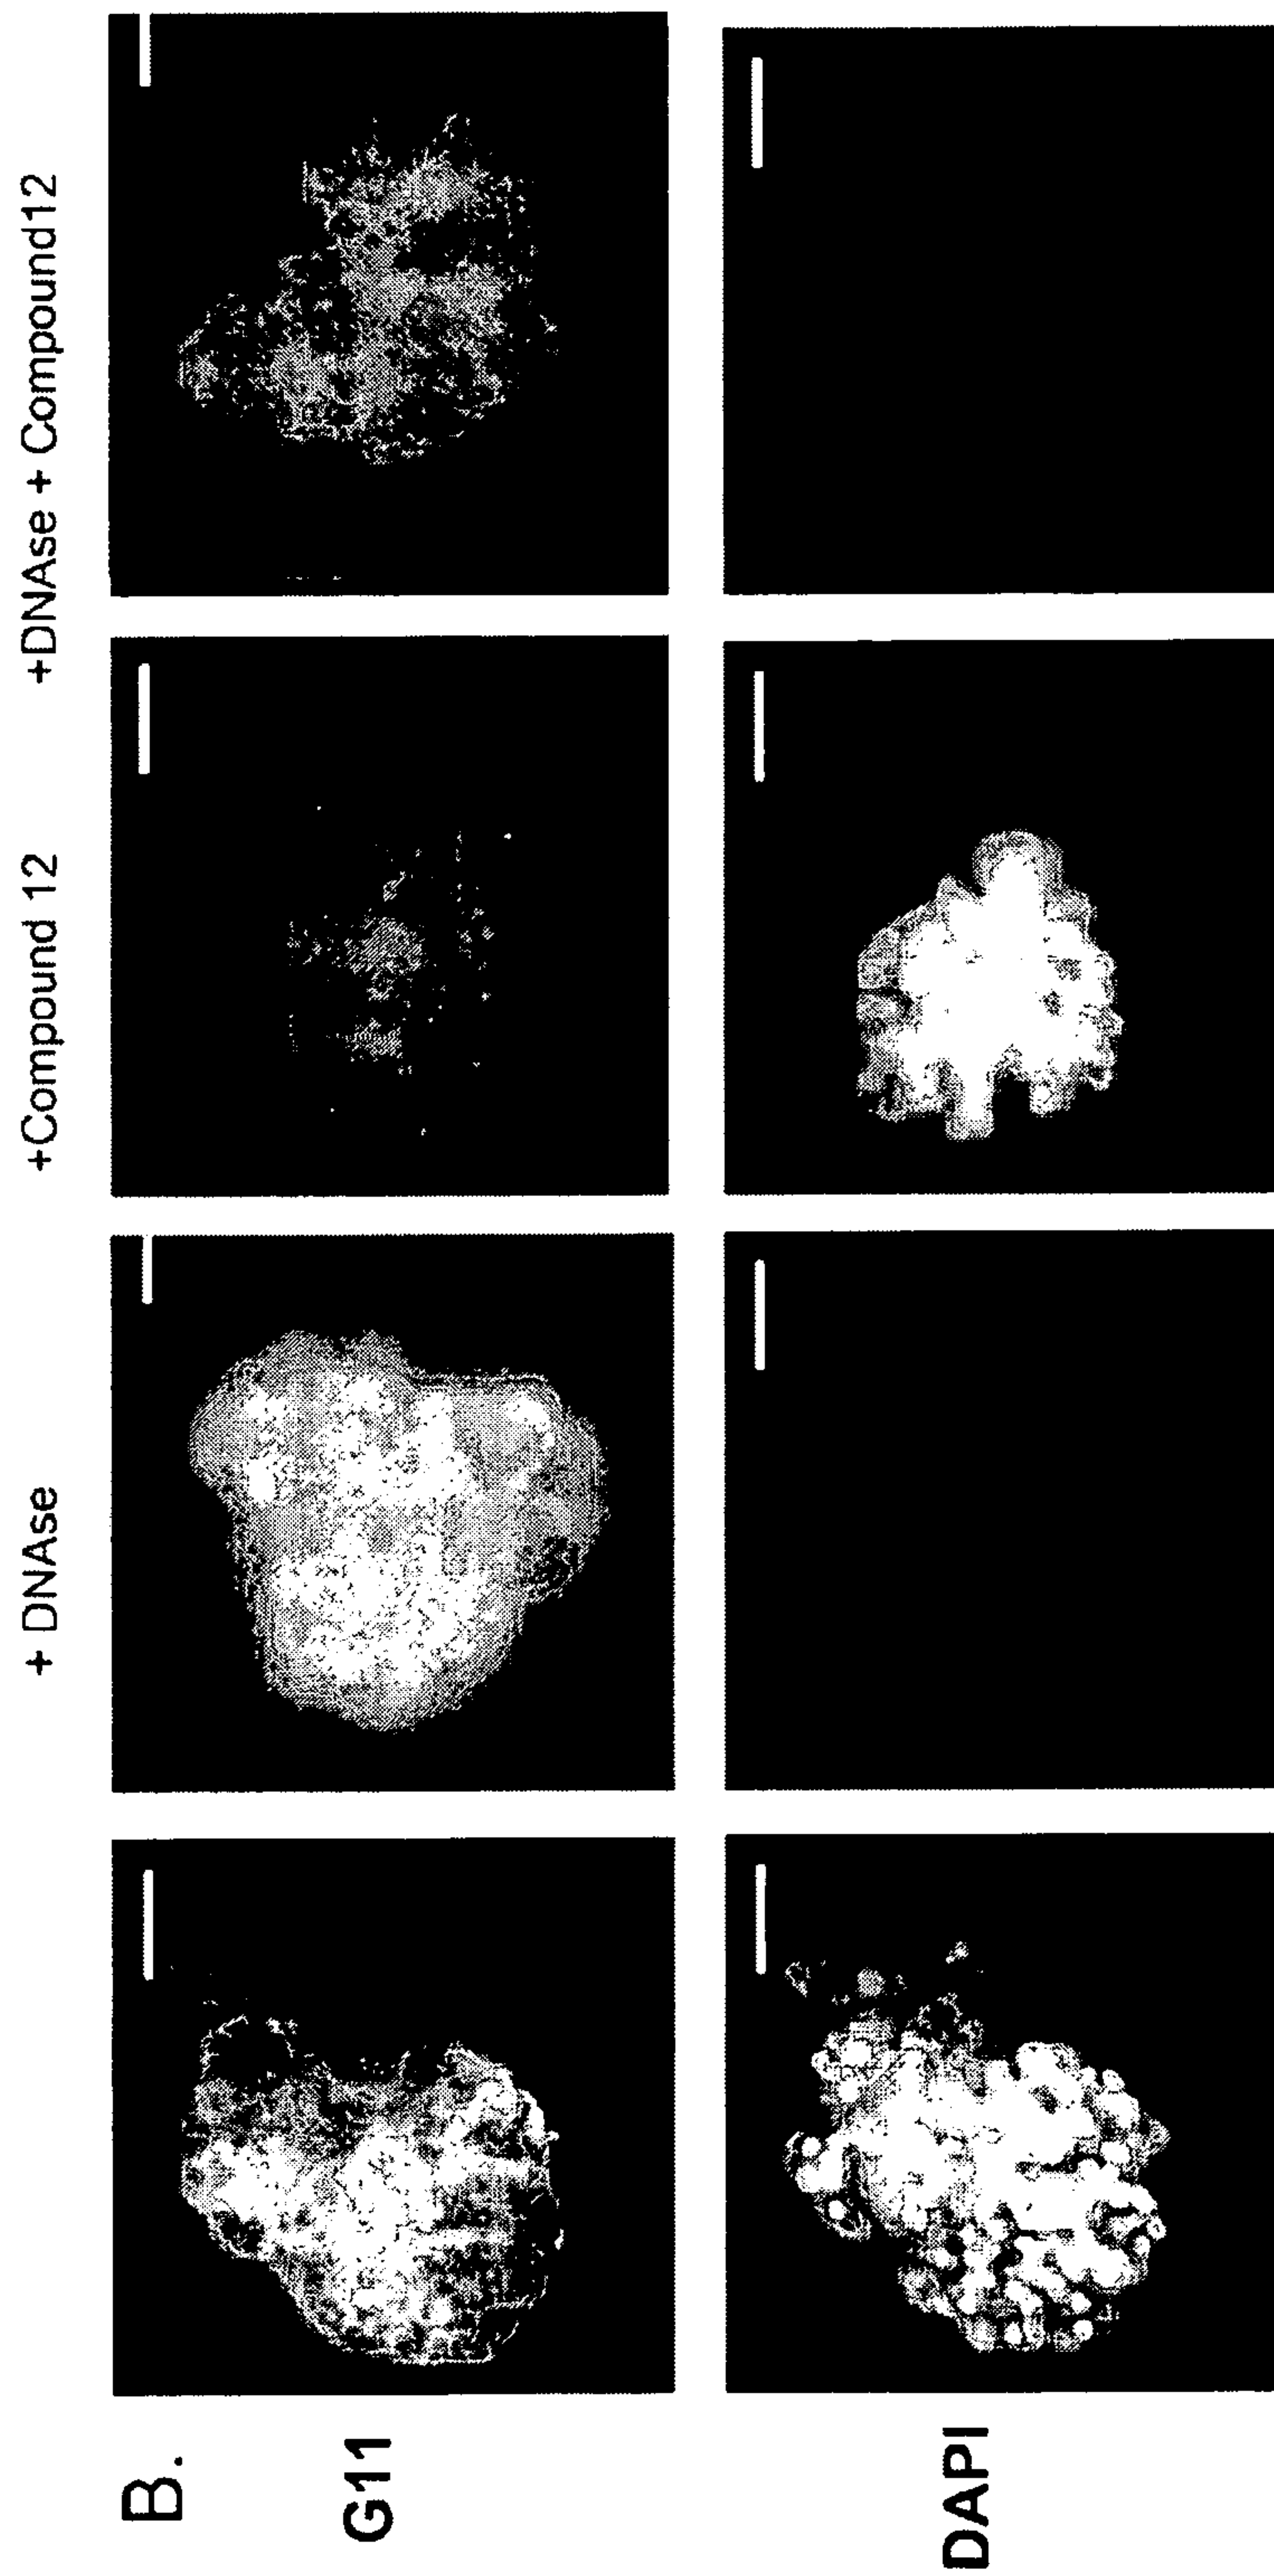 B.
+ DNAse
+Compound 12
+DNAse + Compound12
G11
DAPI